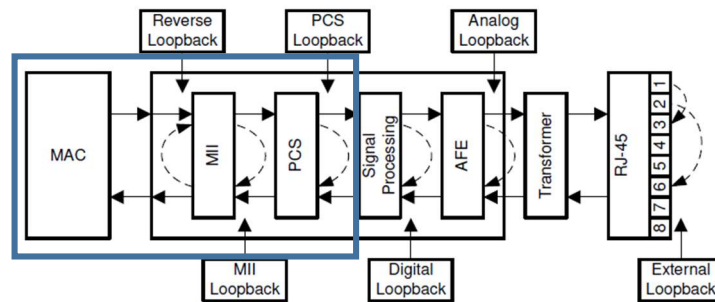 Reverse
Loopback
PCS
Loopback
Analog
Loopback
MAC
MII
PCS
Signal
Processing
AFE
Transformer
RJ-45
1
2
3
4
5
6
7
8
MII
Loopback
Digital
Loopback
External
Loopback